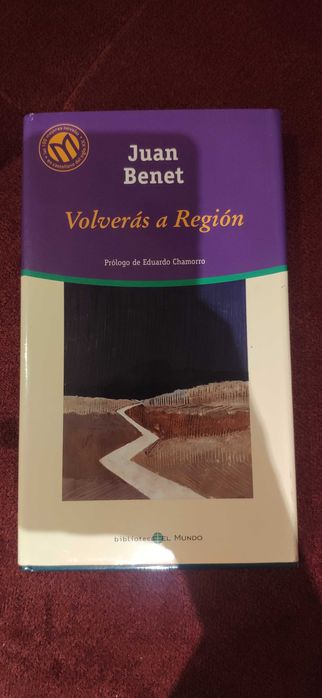 Juan
Benet
Volverás a Región
Prólogo de Eduardo Chamorro
biblioteca EL MUNDO